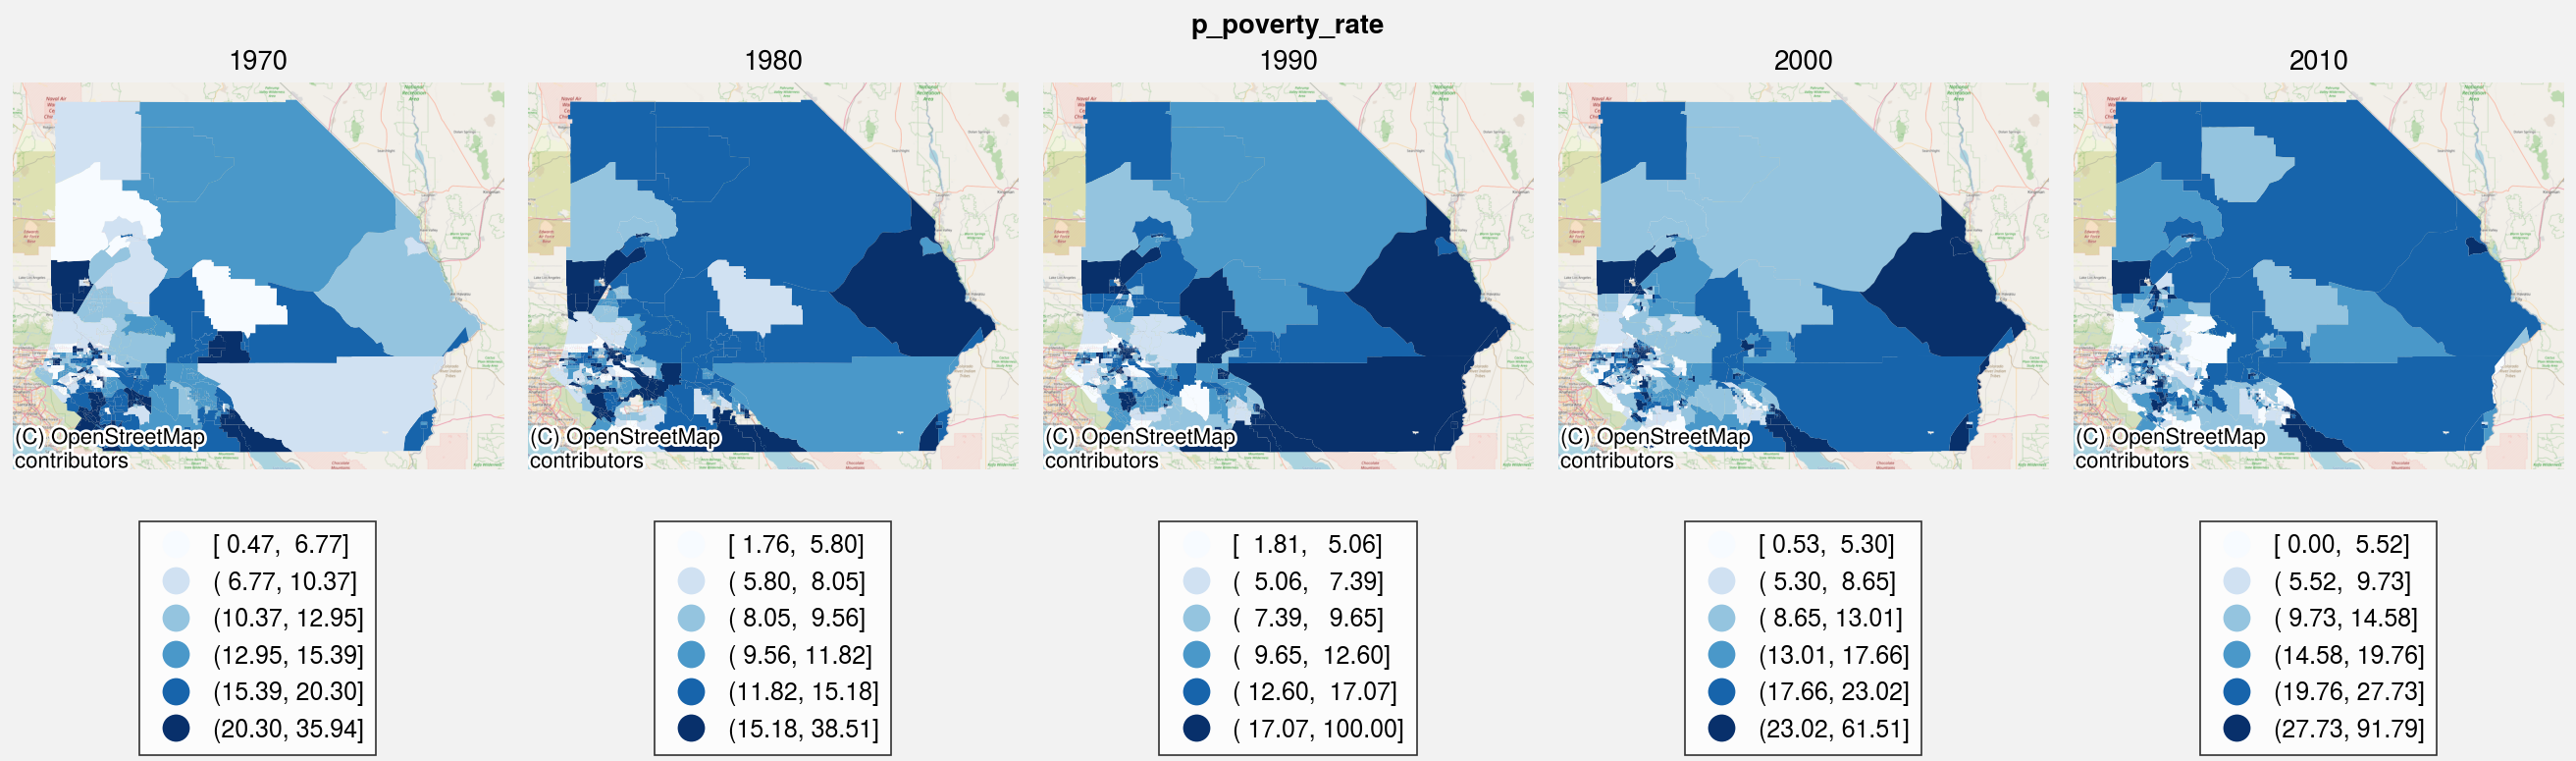 p_poverty_rate
1970
1980
1990
2000
2010
(C) OpenStreetMap
contributors
(C) OpenStreetMap
contributors
(C) OpenStreetMap
contributors
(C) OpenStreetMap
contributors
(C) OpenStreetMap
contributors
[ 0.47,  6.77]
( 6.77, 10.37]
(10.37, 12.95]
(12.95, 15.39]
(15.39, 20.30]
(20.30, 35.94]
[ 1.76,  5.80]
( 5.80,  8.05]
( 8.05,  9.56]
( 9.56, 11.82]
(11.82, 15.18]
(15.18, 38.51]
[  1.81,   5.06]
(  5.06,   7.39]
(  7.39,   9.65]
(  9.65,  12.60]
( 12.60,  17.07]
( 17.07, 100.00]
[ 0.53,  5.30]
( 5.30,  8.65]
( 8.65, 13.01]
(13.01, 17.66]
(17.66, 23.02]
(23.02, 61.51]
[ 0.00,  5.52]
( 5.52,  9.73]
( 9.73, 14.58]
(14.58, 19.76]
(19.76, 27.73]
(27.73, 91.79]